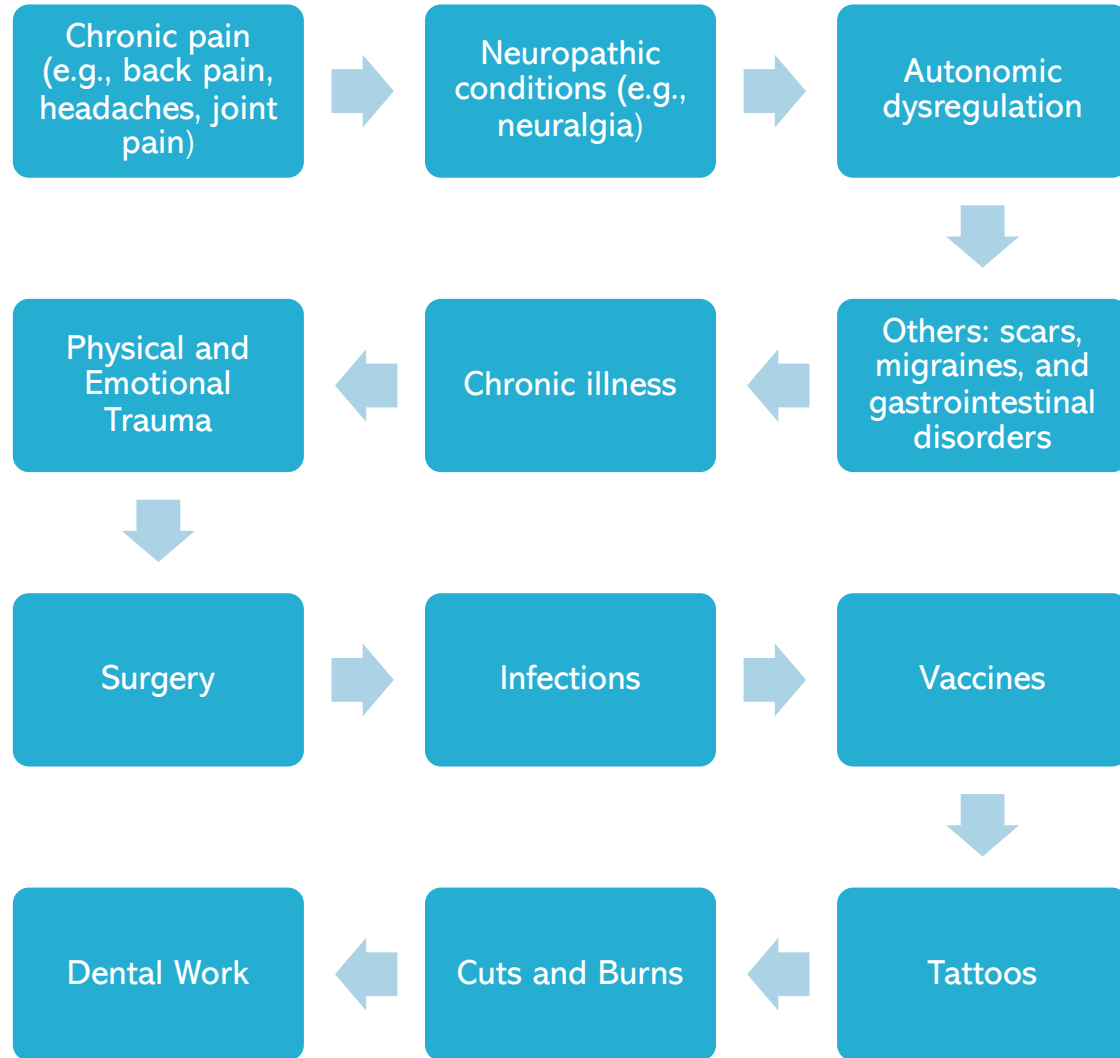 Chronic pain
(e.g., back pain,
headaches, joint
pain)
Neuropathic
conditions (e.g.,
neuralgia)
Autonomic
dysregulation
Others: scars,
migraines, and
gastrointestinal
disorders
Chronic illness
Physical and
Emotional
Trauma
Surgery
Infections
Vaccines
Tattoos
Cuts and Burns
Dental Work